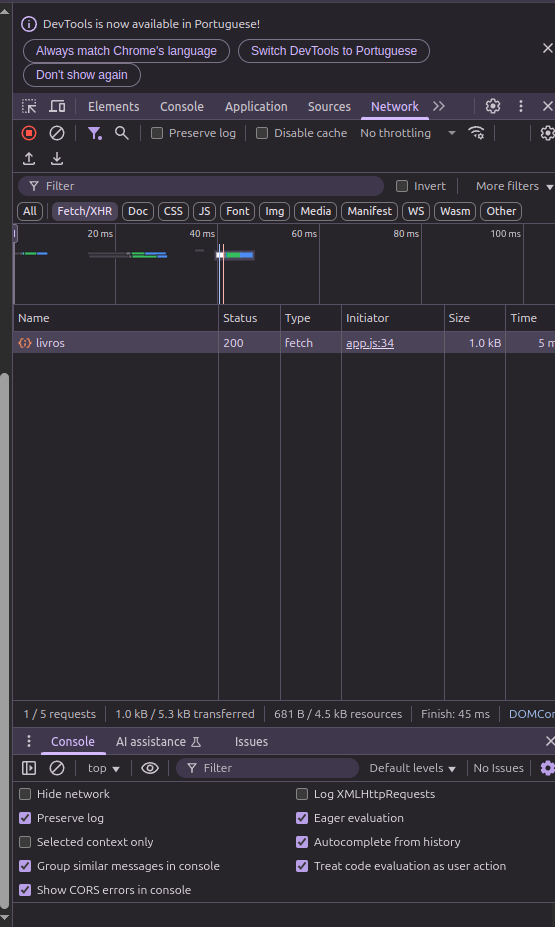 DevTools is now available in Portuguese!
Always match Chrome's language Switch DevTools to Portuguese
Don't show again
Elements Console Application Sources Network
Preserve log Disable cache No throttling
Filter Invert More filters
All Fetch/XHR Doc CSS JS Font Img Media Manifest WS Wasm Other
20 ms 40 ms 60 ms 80 ms 100 ms
Name Status Type Initiator Size Time
livros 200 fetch app.js:34 1.0 kB 5 m
1 / 5 requests 1.0 kB / 5.3 kB transferred 681 B / 4.5 kB resources Finish: 45 ms DOMCon
Console AI assistance Issues
top Filter Default levels No Issues
Hide network Log XMLHttpRequests
Preserve log Eager evaluation
Selected context only Autocomplete from history
Group similar messages in console Treat code evaluation as user action
Show CORS errors in console